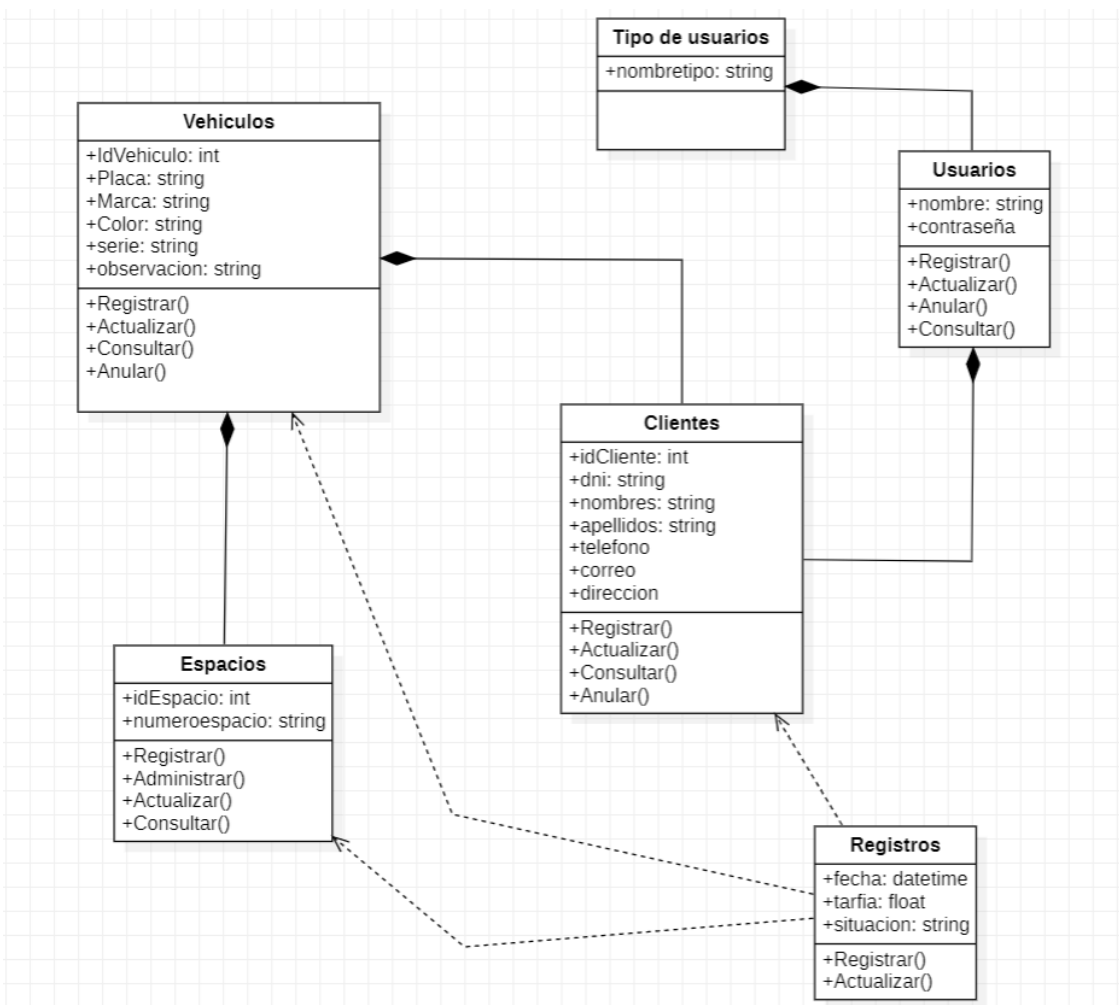 Tipo de usuarios
+nombretipo: string
Vehiculos
+IdVehiculo: int
+Placa: string
+Marca: string
+Color: string
+serie: string
+observacion: string
+Registrar()
+Actualizar()
+Consultar()
+Anular()
Usuarios
+nombre: string
+contraseña
+Registrar()
+Actualizar()
+Anular()
+Consultar()
Clientes
+idCliente: int
+dni: string
+nombres: string
+apellidos: string
+telefono
+correo
+direccion
+Registrar()
+Actualizar()
+Consultar()
+Anular()
Espacios
+idEspacio: int
+numeroespacio: string
+Registrar()
+Administrar()
+Actualizar()
+Consultar()
Registros
+fecha: datetime
+tarfia: float
+situacion: string
+Registrar()
+Actualizar()